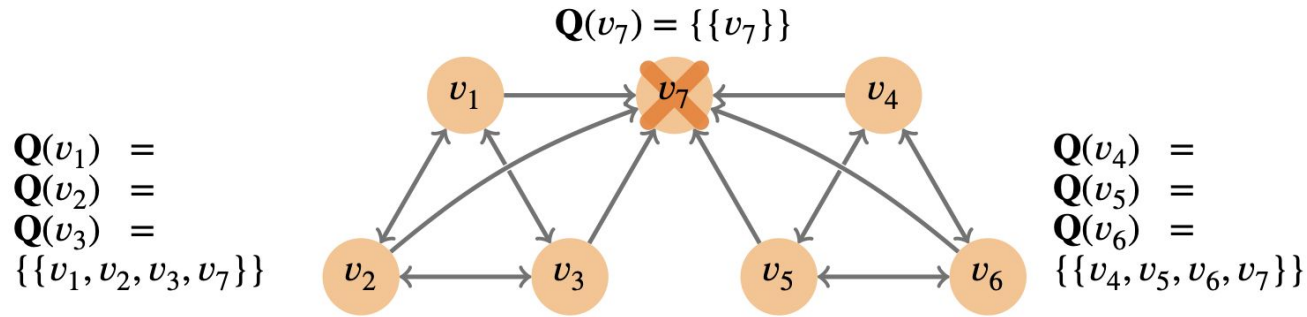 Q(v₇) = {{v₇}}
v₁
v₇
v₄
Q(v₁) =
Q(v₂) =
Q(v₃) =
{{v₁, v₂, v₃, v₇}}
v₂
v₃
v₅
v₆
Q(v₄) =
Q(v₅) =
Q(v₆) =
{{v₄, v₅, v₆, v₇}}